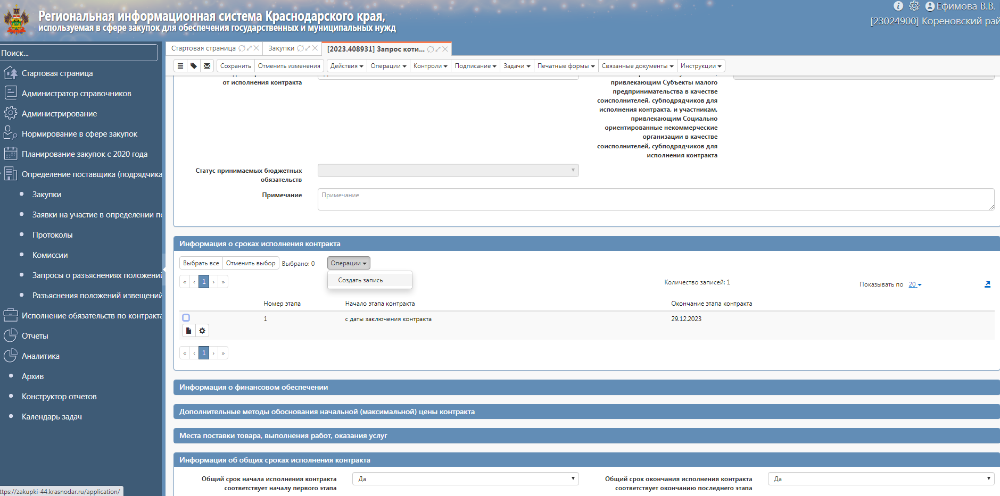 Региональная информационная система Краснодарского края,
используемая в сфере закупок для обеспечения государственных и муниципальных нужд
Ефимова В.В.
[23024900] Кореновский рай
Поиск...
Стартовая страница
Администратор справочников
Администрирование
Нормирование в сфере закупок
Планирование закупок с 2020 года
Определение поставщика (подрядчика
Закупки
Заявки на участие в определении по
Протоколы
Комиссии
Запросы о разъяснениях положений
Разъяснения положений извещений
Исполнение обязательств по контракта
Отчеты
Аналитика
Архив
Конструктор отчетов
Календарь задач
ttps://zakupki-44.krasnodar.ru/application/
Стартовая страница
Закупки
[2023.408931] Запрос коти...
Сохранить
Отменить изменения
Действия
Операции
Контроли
Подписание
Задачи
Печатные формы
Связанные документы
Инструкции
от исполнения контракта
привлекающим Субъекты малого
предпринимательства в качестве
соисполнителей, субподрядчиков для
исполнения контракта, и участникам,
привлекающим Социально
ориентированные некоммерческие
организации в качестве
соисполнителей, субподрядчиков для
исполнения контракта
Статус принимаемых бюджетных
обязательств
Примечание
Примечание
Информация о сроках исполнения контракта
Выбрать все
Отменить выбор
Выбрано: 0
Операции
Создать запись
« ‹ 1 › »
Количество записей: 1
Показывать по 20
Номер этапа
Начало этапа контракта
Окончание этапа контракта
1
с даты заключения контракта
29.12.2023
« ‹ 1 › »
Информация о финансовом обеспечении
Дополнительные методы обоснования начальной (максимальной) цены контракта
Места поставки товара, выполнения работ, оказания услуг
Информация об общих сроках исполнения контракта
Общий срок начала исполнения контракта
соответствует началу первого этапа
Да
Общий срок окончания исполнения контракта
соответствует окончанию последнего этапа
Да